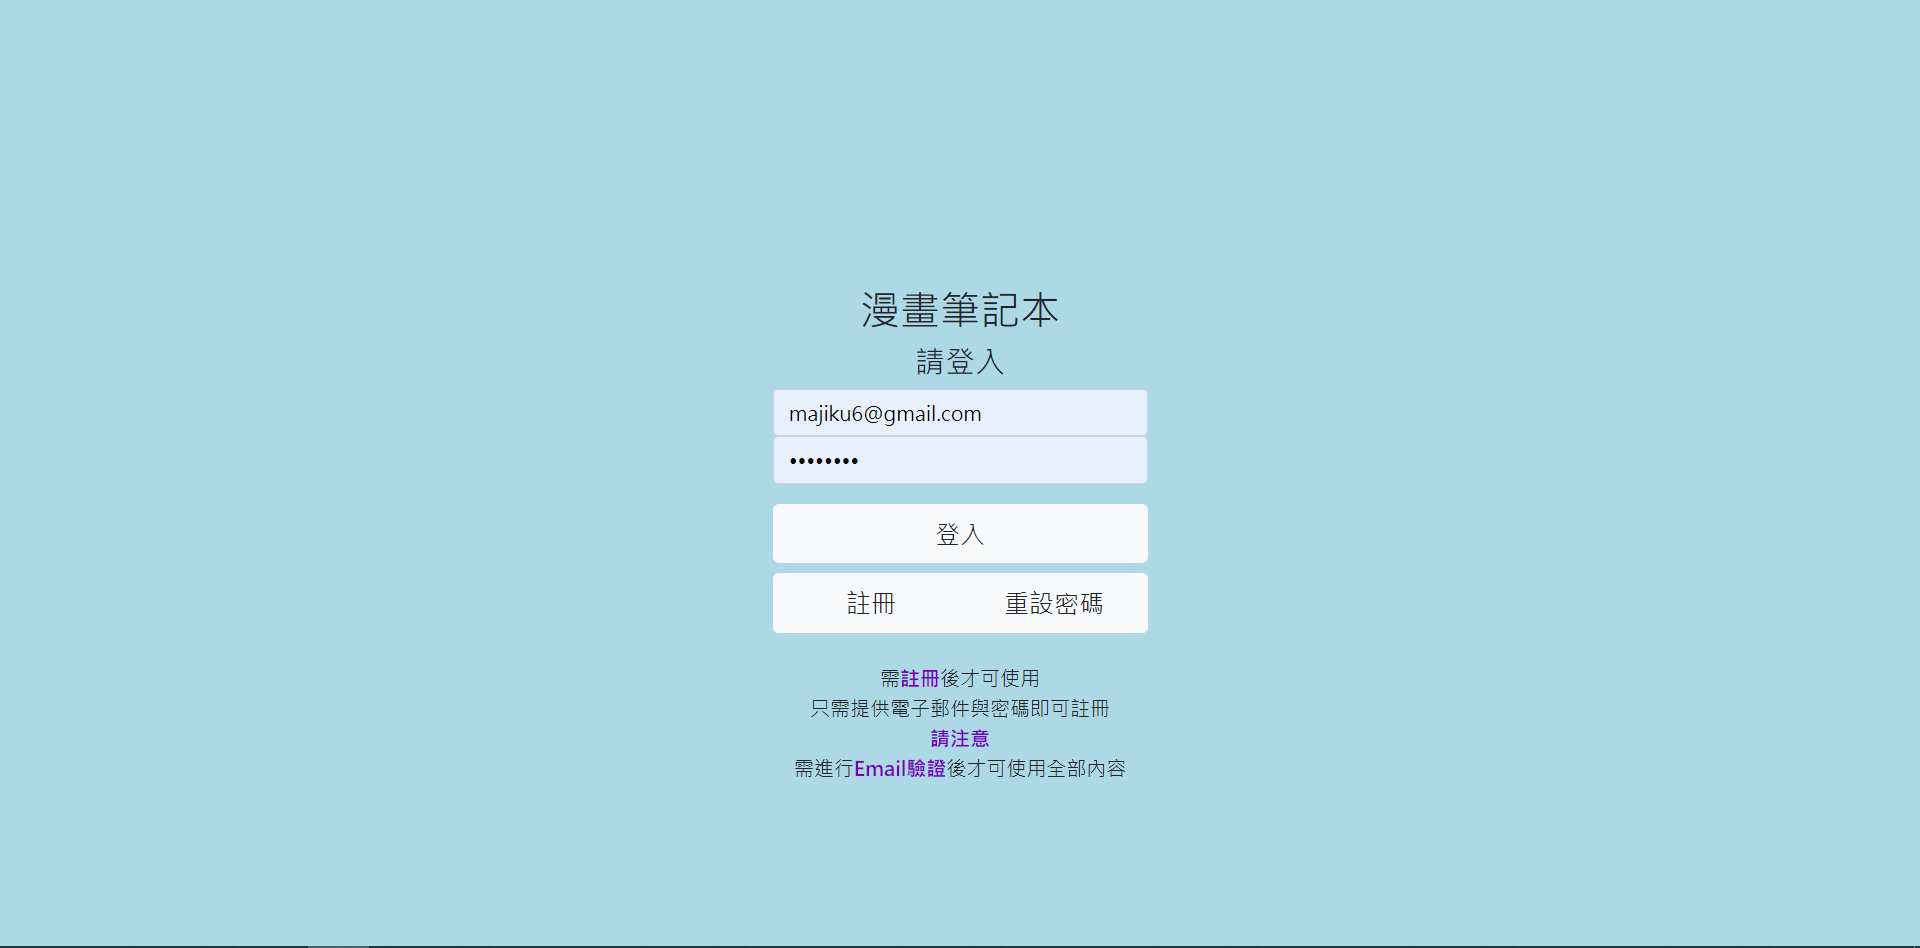 漫畫筆記本
請登入
majiku6@gmail.com
••••••••
登入
註冊 重設密碼
需註冊後才可使用
只需提供電子郵件與密碼即可註冊
請注意
需進行Email驗證後才可使用全部內容